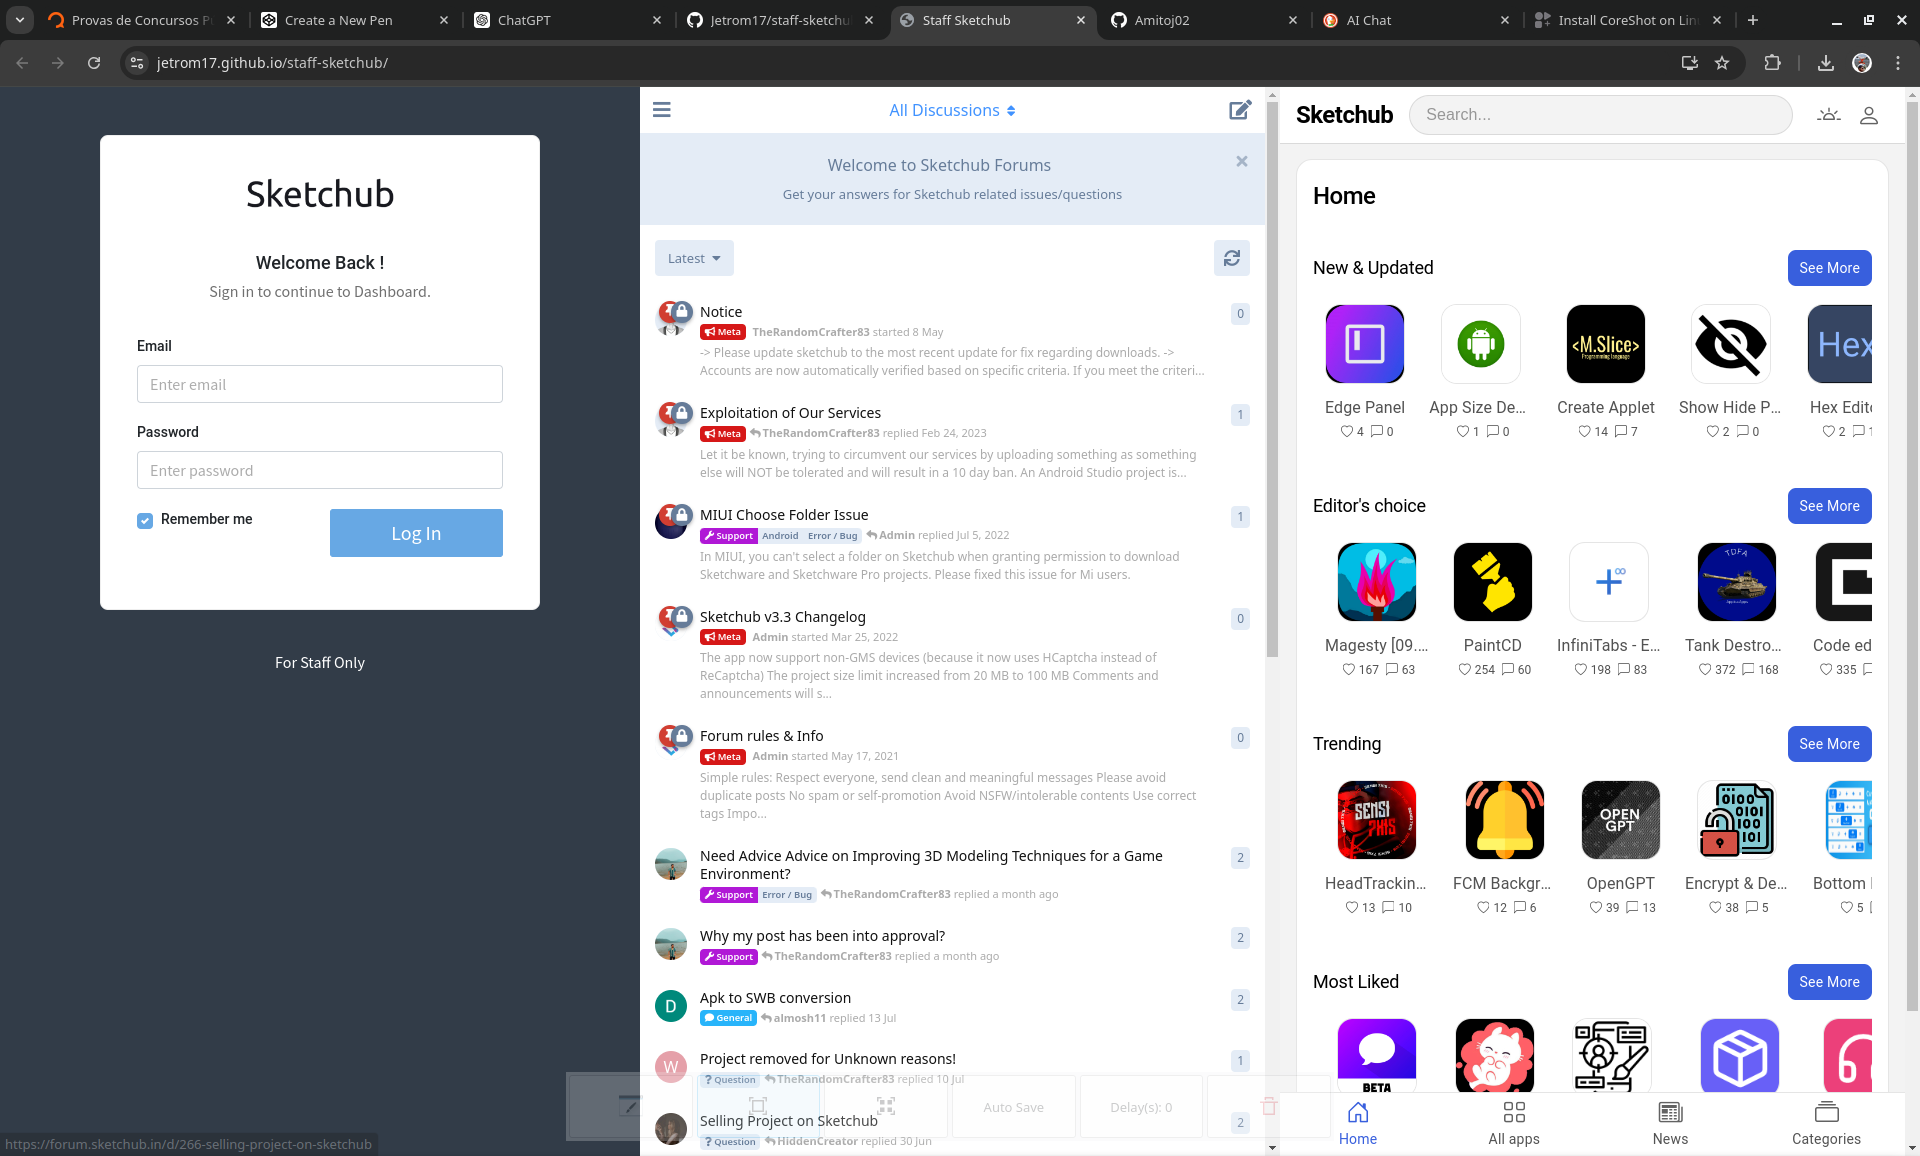 Provas de Concursos P
Create a New Pen
ChatGPT
Jetrom17/staff-sketchu
Staff Sketchub
Amitoj02
AI Chat
Install CoreShot on Lin
jetrom17.github.io/staff-sketchub/
Sketchub
Welcome Back !
Sign in to continue to Dashboard.
Email
Enter email
Password
Enter password
Remember me
Log In
For Staff Only
https://forum.sketchub.in/d/266-selling-project-on-sketchub
All Discussions
Welcome to Sketchub Forums
Get your answers for Sketchub related issues/questions
Latest
Notice
0
Meta TheRandomCrafter83 started 8 May
-> Please update sketchub to the most recent update for fix regarding downloads. ->
Accounts are now automatically verified based on specific criteria. If you meet the criteri...
Exploitation of Our Services
1
Meta TheRandomCrafter83 replied Feb 24, 2023
Let it be known, trying to circumvent our services by uploading something as something
else will NOT be tolerated and will result in a 10 day ban. An Android Studio project is...
MIUI Choose Folder Issue
1
Support Android Error / Bug Admin replied Jul 5, 2022
In MIUI, you can't select a folder on Sketchub when granting permission to download
Sketchware and Sketchware Pro projects. Please fixed this issue for Mi users.
Sketchub v3.3 Changelog
0
Meta Admin started Mar 25, 2022
The app now support non-GMS devices (because it now uses HCaptcha instead of
ReCaptcha) The project size limit increased from 20 MB to 100 MB Comments and
announcements will s...
Forum rules & Info
0
Meta Admin started May 17, 2021
Simple rules: Respect everyone, send clean and meaningful messages Please avoid
duplicate posts No spam or self-promotion Avoid NSFW/intolerable contents Use correct
tags Impo...
Need Advice Advice on Improving 3D Modeling Techniques for a Game
Environment?
2
Support Error / Bug TheRandomCrafter83 replied a month ago
Why my post has been into approval?
2
Support TheRandomCrafter83 replied a month ago
D
Apk to SWB conversion
2
General almosh11 replied 13 Jul
W
Project removed for Unknown reasons!
1
? Question TheRandomCrafter83 replied 10 Jul
Selling Project on Sketchub
2
? Question HiddenCreator replied 30 Jun
Auto Save
Delay(s): 0
Sketchub
Search...
Home
New & Updated
See More
<M.Slice>
Programming language
Hex
Edge Panel
App Size De...
Create Applet
Show Hide P...
Hex Edito
4 0
1 0
14 7
2 0
2 1
Editor's choice
See More
TDFA
Magesty [09....
PaintCD
InfiniTabs - E...
Tank Destro...
Code ed
167 63
254 60
198 83
372 168
335
Trending
See More
SENSI
7XIS
OPEN
GPT
HeadTrackin...
FCM Backgr...
OpenGPT
Encrypt & De...
Bottom
13 10
12 6
39 13
38 5
5
Most Liked
See More
BETA
Home
All apps
News
Categories